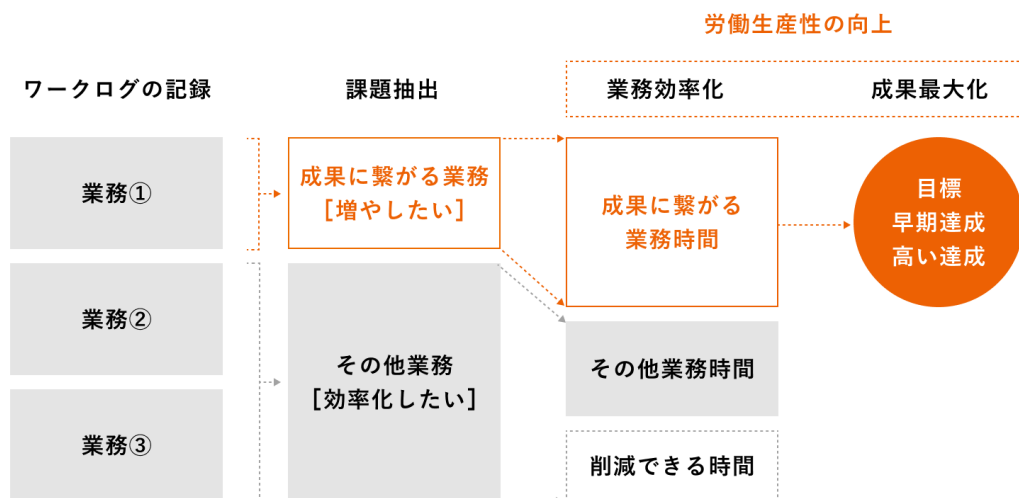 労働生産性の向上
ワークログの記録
課題抽出
業務効率化
成果最大化
業務①
業務②
業務③
成果に繋がる業務
[増やしたい]
その他業務
[効率化したい]
成果に繋がる
業務時間
その他業務時間
削減できる時間
目標
早期達成
高い達成